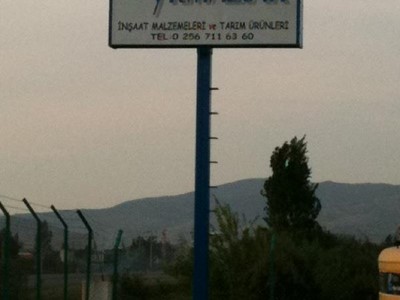 İNŞAAT MALZEMELERİ ve TARIM ÜRÜNLERİ
TEL: 0 256 711 63 60